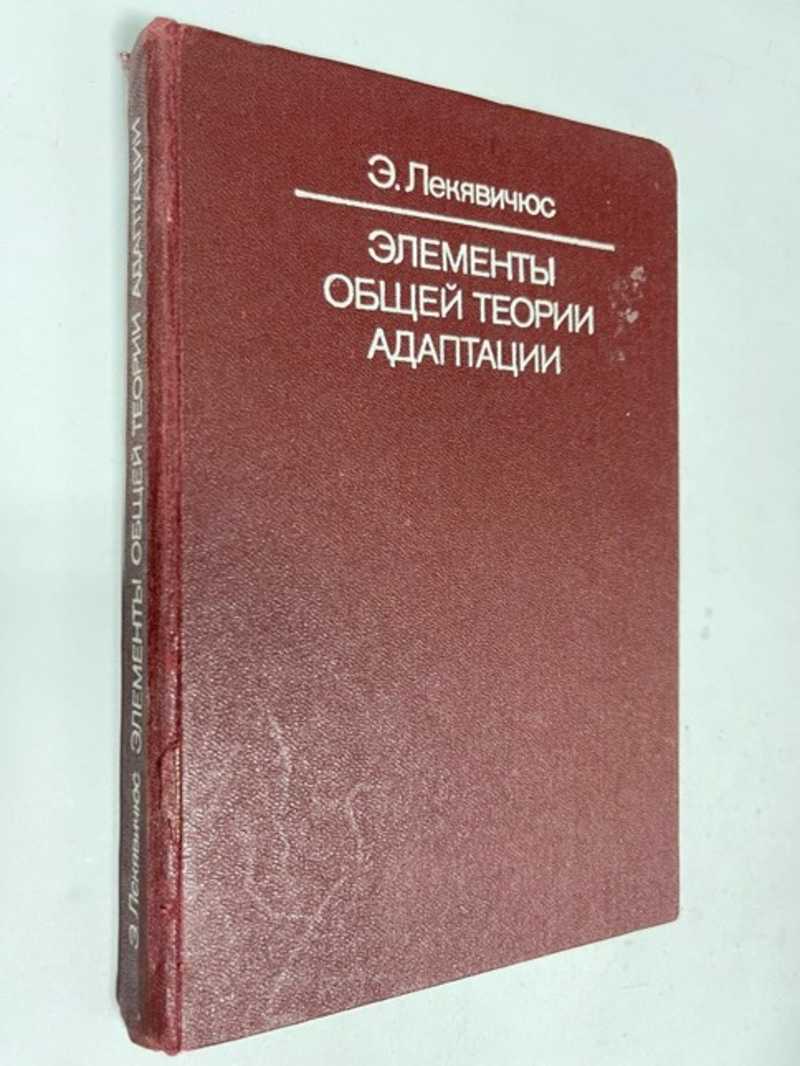 Э. Лекявичюс
ЭЛЕМЕНТЫ
ОБЩЕЙ ТЕОРИИ
АДАПТАЦИИ
Э. Лекявичюс ЭЛЕМЕНТЫ ОБЩЕЙ ТЕОРИИ АДАПТАЦИИ